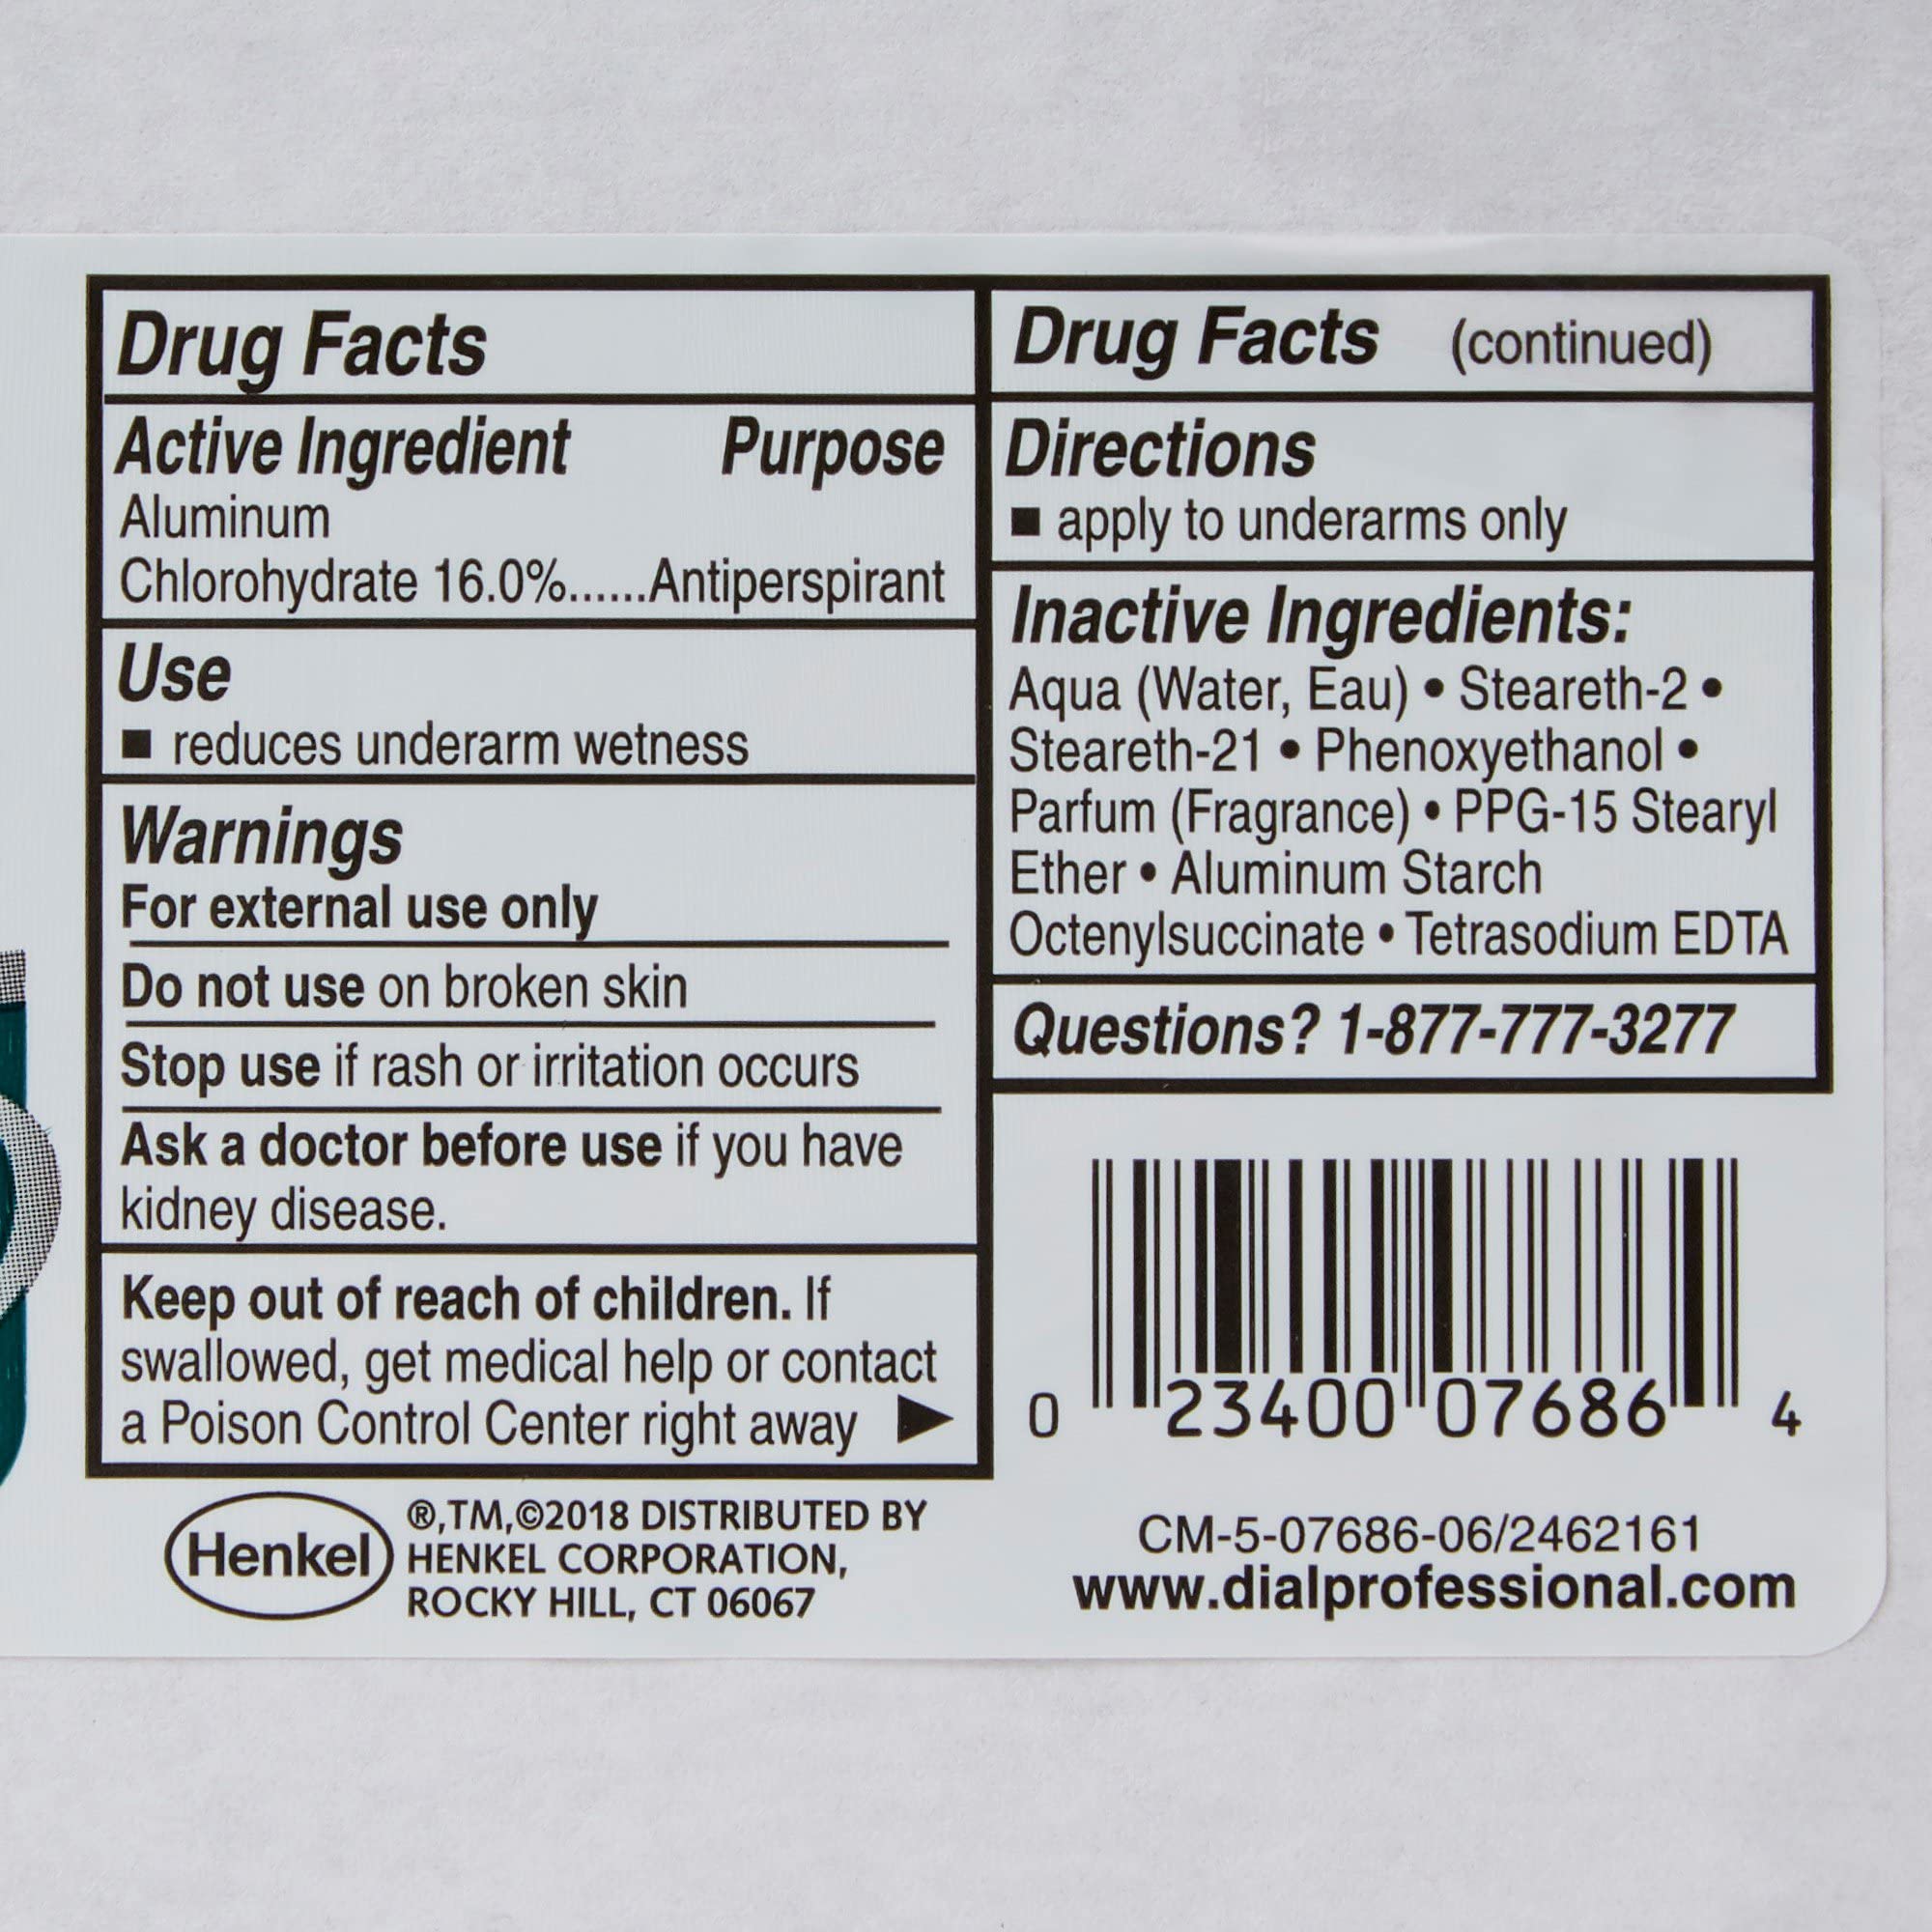 Drug Facts
Active Ingredient Purpose
Aluminum
Chlorohydrate 16.0%......Antiperspirant
Use
■ reduces underarm wetness
Warnings
For external use only
Do not use on broken skin
Stop use if rash or irritation occurs
Ask a doctor before use if you have
kidney disease.
Keep out of reach of children. If
swallowed, get medical help or contact
a Poison Control Center right away ►
Henkel
®,TM,©2018 DISTRIBUTED BY
HENKEL CORPORATION,
ROCKY HILL, CT 06067
Drug Facts (continued)
Directions
■ apply to underarms only
Inactive Ingredients:
Aqua (Water, Eau) • Steareth-2 •
Steareth-21 • Phenoxyethanol •
Parfum (Fragrance) • PPG-15 Stearyl
Ether • Aluminum Starch
Octenylsuccinate • Tetrasodium EDTA
Questions? 1-877-777-3277
0 23400 07686 4
CM-5-07686-06/2462161
www.dialprofessional.com